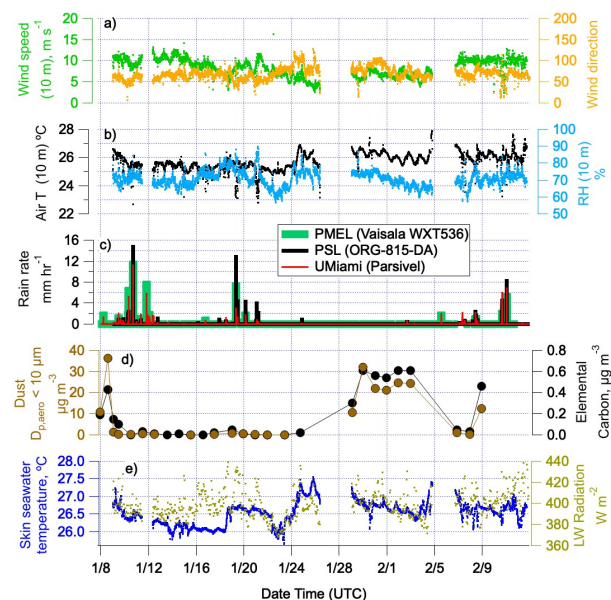 a)
Wind speed
(10 m), m s⁻¹
20
15
10
5
0
200
150
100
50
0
Wind direction
b)
Air T (10 m) ºC
28
26
24
22
100
90
80
70
60
50
RH (10 m)
%
c)
Rain rate
mm hr⁻¹
16
12
8
4
0
PMEL (Vaisala WXT536)
PSL (ORG-815-DA)
UMiami (Parsivel)
d)
Dust
D_p,aero < 10 µm
µg m⁻³
40
30
20
10
0
0.8
0.6
0.4
0.2
0.0
Elemental
Carbon, µg m⁻³
e)
Skin seawater
temperature, ºC
28.0
27.5
27.0
26.5
26.0
440
420
400
380
360
LW Radiation
W m⁻²
1/8 1/12 1/16 1/20 1/24 1/28 2/1 2/5 2/9
Date Time (UTC)